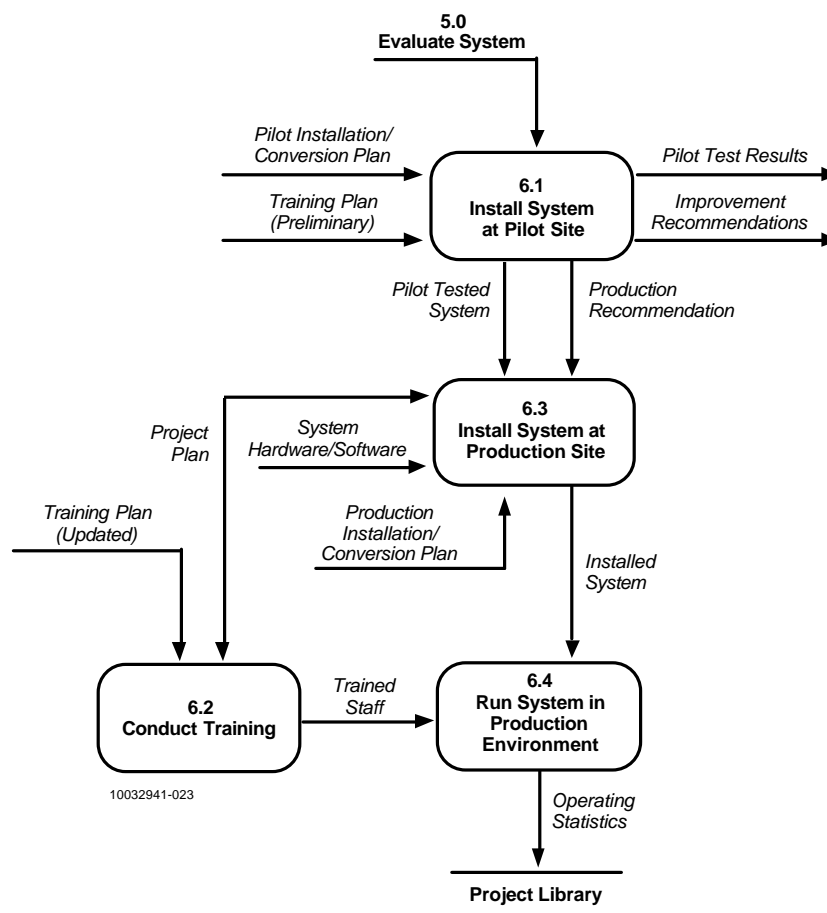 5.0
Evaluate System
Pilot Installation/
Conversion Plan
Pilot Test Results
6.1
Install System
at Pilot Site
Training Plan
(Preliminary)
Improvement
Recommendations
Pilot Tested
System
Production
Recommendation
6.3
Install System at
Production Site
Project
Plan
System
Hardware/Software
Training Plan
(Updated)
Production
Installation/
Conversion Plan
Installed
System
6.2
Conduct Training
Trained
Staff
6.4
Run System in
Production
Environment
10032941-023
Operating
Statistics
Project Library